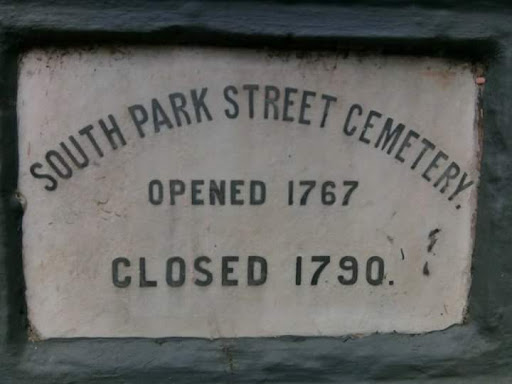 SOUTH PARK STREET CEMETERY.
OPENED 1767
CLOSED 1790.